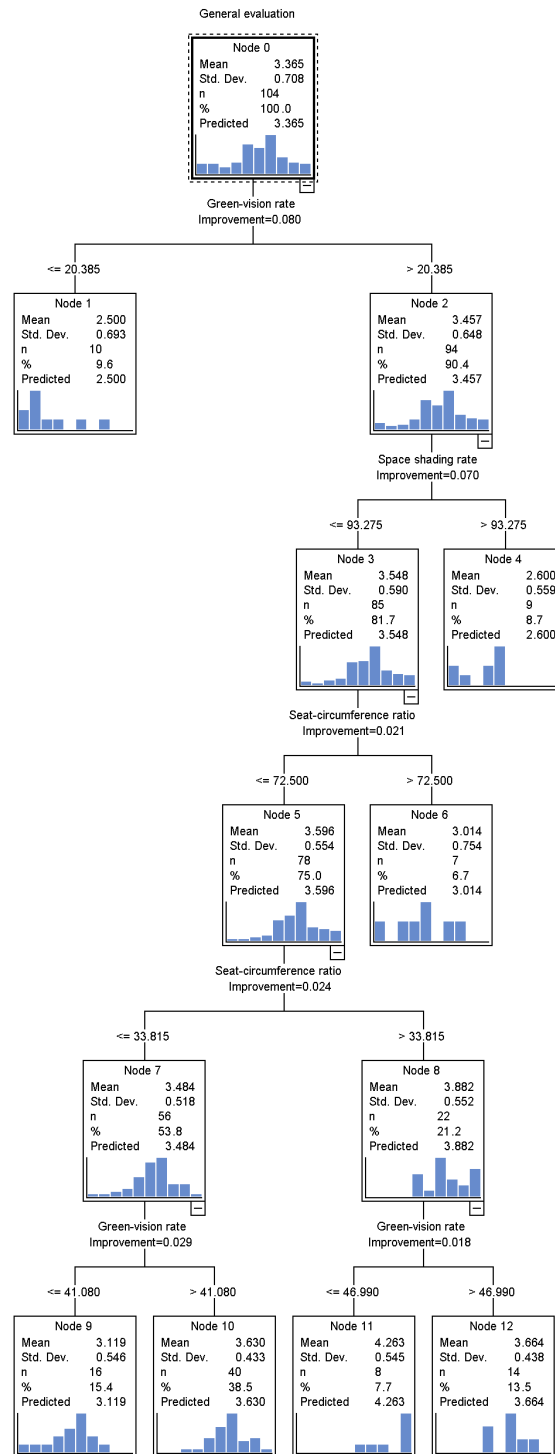 General evaluation
Node 0
Mean 3.365
Std. Dev. 0.708
n 104
% 100.0
Predicted 3.365
Green-vision rate
Improvement=0.080
<= 20.385
> 20.385
Node 1
Mean 2.500
Std. Dev. 0.693
n 10
% 9.6
Predicted 2.500
Node 2
Mean 3.457
Std. Dev. 0.648
n 94
% 90.4
Predicted 3.457
Space shading rate
Improvement=0.070
<= 93.275
> 93.275
Node 3
Mean 3.548
Std. Dev. 0.590
n 85
% 81.7
Predicted 3.548
Node 4
Mean 2.600
Std. Dev. 0.559
n 9
% 8.7
Predicted 2.600
Seat-circumference ratio
Improvement=0.021
<= 72.500
> 72.500
Node 5
Mean 3.596
Std. Dev. 0.554
n 78
% 75.0
Predicted 3.596
Node 6
Mean 3.014
Std. Dev. 0.754
n 7
% 6.7
Predicted 3.014
Seat-circumference ratio
Improvement=0.024
<= 33.815
> 33.815
Node 7
Mean 3.484
Std. Dev. 0.518
n 56
% 53.8
Predicted 3.484
Node 8
Mean 3.882
Std. Dev. 0.552
n 22
% 21.2
Predicted 3.882
Green-vision rate
Improvement=0.029
Green-vision rate
Improvement=0.018
<= 41.080
> 41.080
<= 46.990
> 46.990
Node 9
Mean 3.119
Std. Dev. 0.546
n 16
% 15.4
Predicted 3.119
Node 10
Mean 3.630
Std. Dev. 0.433
n 40
% 38.5
Predicted 3.630
Node 11
Mean 4.263
Std. Dev. 0.545
n 8
% 7.7
Predicted 4.263
Node 12
Mean 3.664
Std. Dev. 0.438
n 14
% 13.5
Predicted 3.664